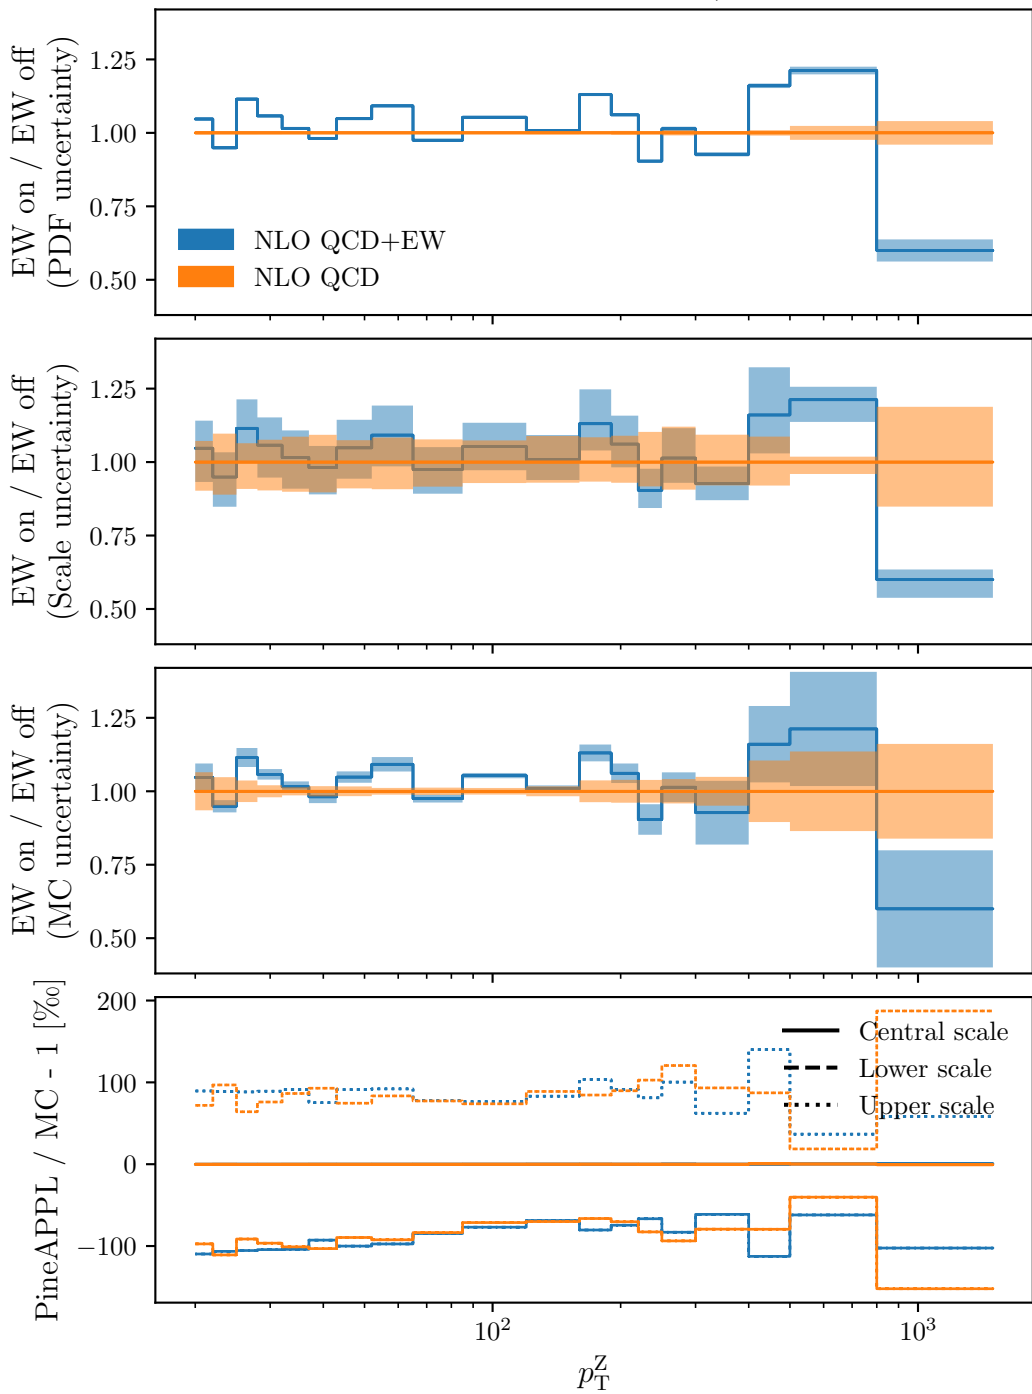 EW on / EW off
(PDF uncertainty)
1.25
1.00
0.75
0.50
NLO QCD+EW
NLO QCD
EW on / EW off
(Scale uncertainty)
1.25
1.00
0.75
0.50
EW on / EW off
(MC uncertainty)
1.25
1.00
0.75
0.50
PineAPPL / MC - 1 [‰]
200
100
0
−100
Central scale
Lower scale
Upper scale
10²
10³
p_T^Z